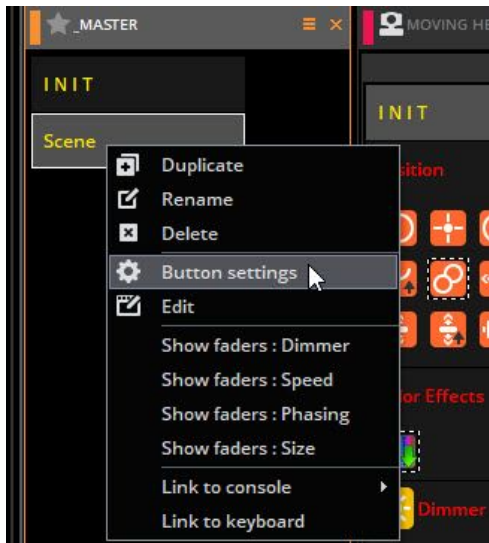 _MASTER
MOVING HE
INIT
INIT
Scene
Duplicate
Rename
Delete
Button settings
Edit
Show faders : Dimmer
Show faders : Speed
Show faders : Phasing
Show faders : Size
Link to console
Link to keyboard
sition
or Effects
Dimmer